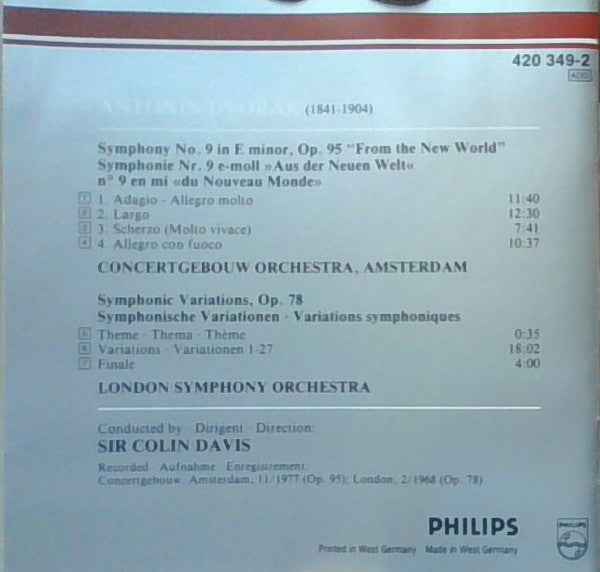 420 349-2
ADD
ANTONÍN DVOŘÁK (1841-1904)
Symphony No. 9 in E minor, Op. 95 "From the New World"
Symphonie Nr. 9 e-moll »Aus der Neuen Welt«
n° 9 en mi «du Nouveau Monde»
1 1. Adagio - Allegro molto 11:40
2 2. Largo 12:30
3 3. Scherzo (Molto vivace) 7:41
4 4. Allegro con fuoco 10:37
CONCERTGEBOUW ORCHESTRA, AMSTERDAM
Symphonic Variations, Op. 78
Symphonische Variationen · Variations symphoniques
5 Theme · Thema · Thème 0:35
6 Variations · Variationen 1-27 18:02
7 Finale 4:00
LONDON SYMPHONY ORCHESTRA
Conducted by · Dirigent · Direction:
SIR COLIN DAVIS
Recorded · Aufnahme · Enregistrement:
Concertgebouw, Amsterdam, 11/1977 (Op. 95); London, 2/1968 (Op. 78)
PHILIPS
PHILIPS
Printed in West Germany Made in West Germany